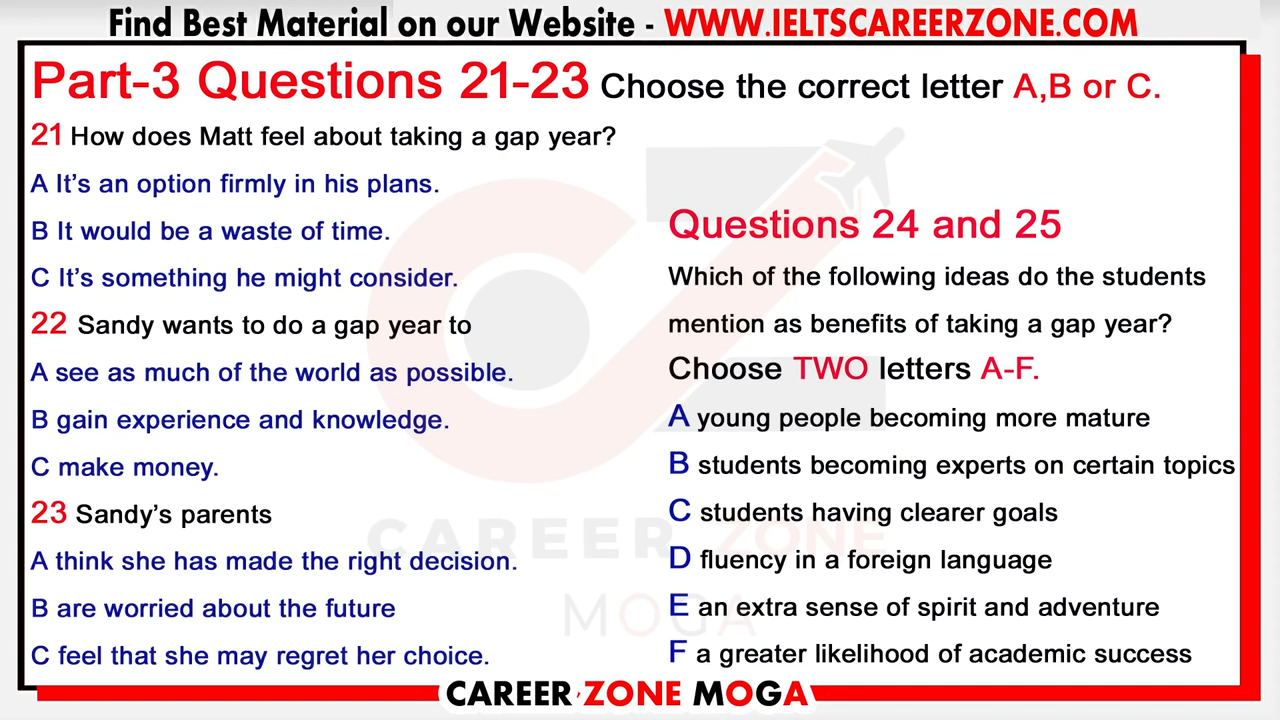 Find Best Material on our Website - WWW.IELTSCAREERZONE.COM
Part-3 Questions 21-23 Choose the correct letter A,B or C.
21 How does Matt feel about taking a gap year?
A It's an option firmly in his plans.
B It would be a waste of time.
C It's something he might consider.
22 Sandy wants to do a gap year to
A see as much of the world as possible.
B gain experience and knowledge.
C make money.
23 Sandy's parents
A think she has made the right decision.
B are worried about the future
C feel that she may regret her choice.
Questions 24 and 25
Which of the following ideas do the students
mention as benefits of taking a gap year?
Choose TWO letters A-F.
A young people becoming more mature
B students becoming experts on certain topics
C students having clearer goals
D fluency in a foreign language
E an extra sense of spirit and adventure
F a greater likelihood of academic success
CAREER ZONE
MOGA
CAREER ZONE MOGA